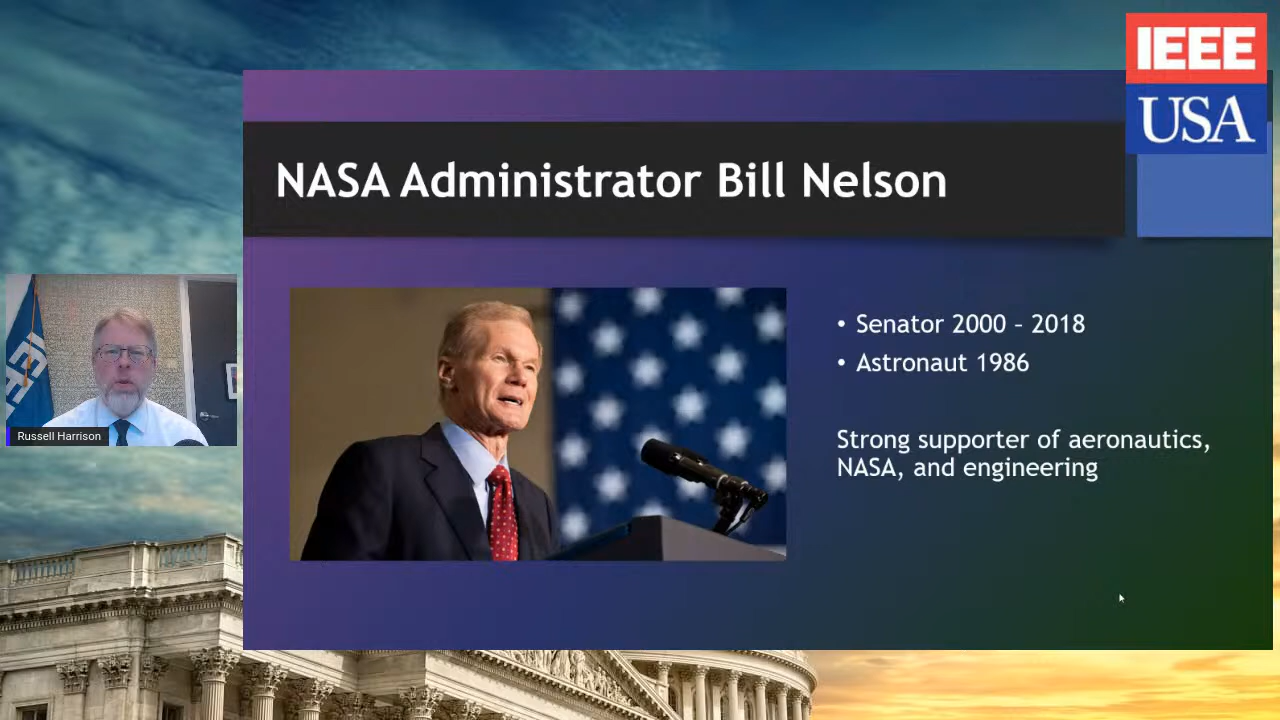 IEEE
USA
NASA Administrator Bill Nelson
• Senator 2000 – 2018
• Astronaut 1986
Strong supporter of aeronautics,
NASA, and engineering
Russell Harrison